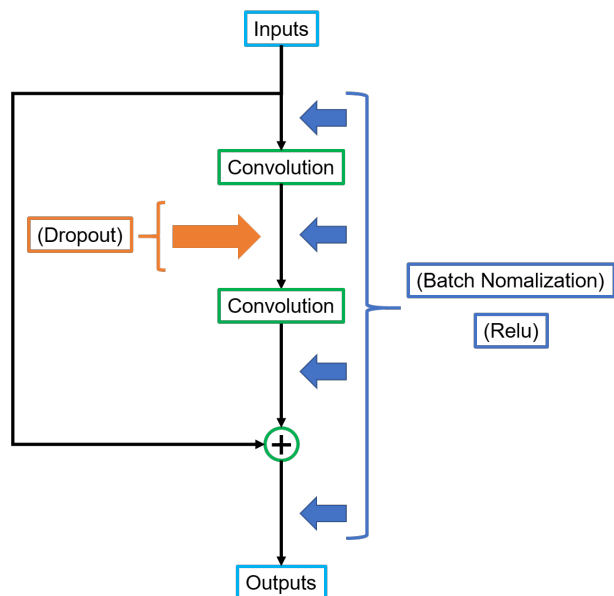 Inputs
Convolution
(Dropout)
Convolution
(Batch Nomalization)
(Relu)
+
Outputs